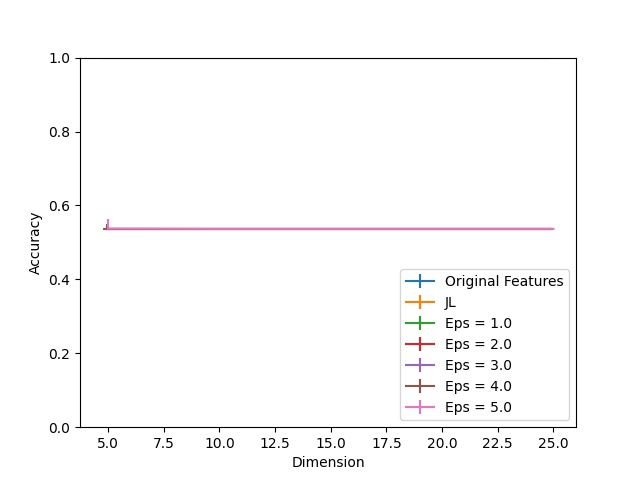 1.0
0.8
0.6
0.4
0.2
0.0
Accuracy
Original Features
JL
Eps = 1.0
Eps = 2.0
Eps = 3.0
Eps = 4.0
Eps = 5.0
5.0 7.5 10.0 12.5 15.0 17.5 20.0 22.5 25.0
Dimension